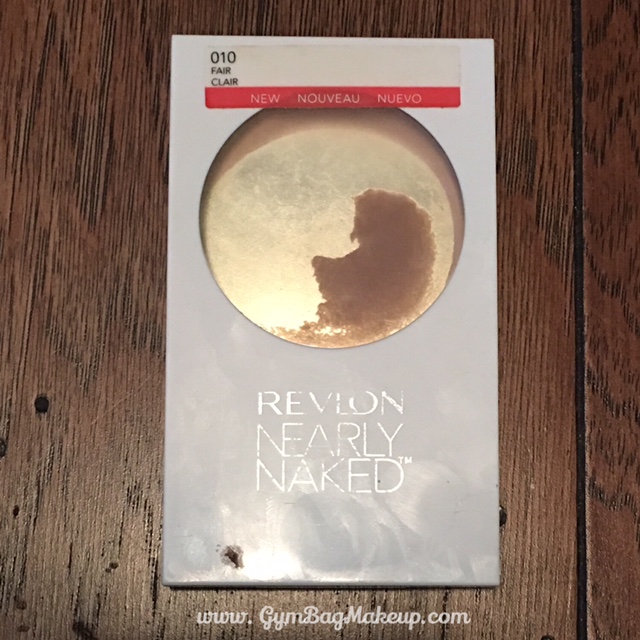 010
FAIR
CLAIR
NEW NOUVEAU NUEVO
REVLON
NEARLY
NAKED™
www.GymBagMakeup.com